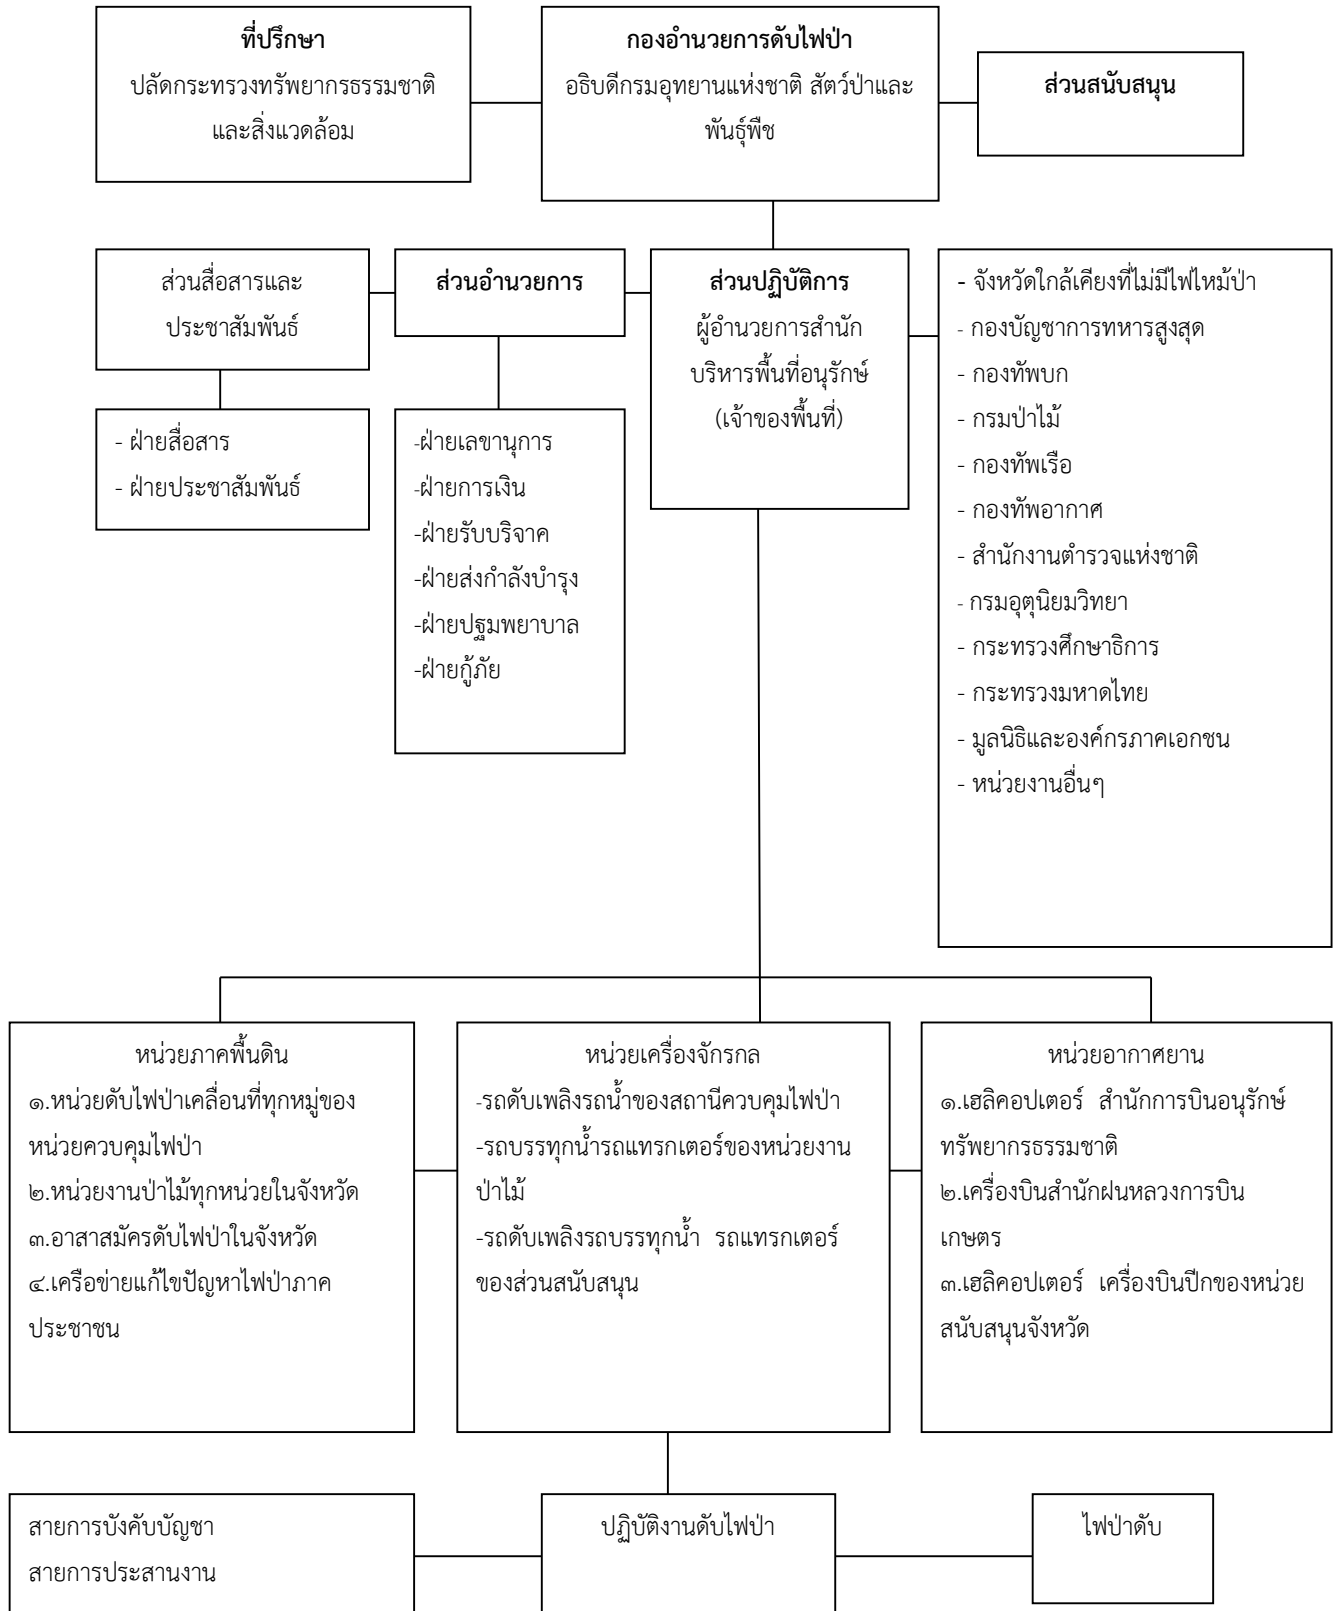 ที่ปรึกษา
ปลัดกระทรวงทรัพยากรธรรมชาติ
และสิ่งแวดล้อม
กองอำนวยการดับไฟป่า
อธิบดีกรมอุทยานแห่งชาติ สัตว์ป่าและ
พันธุ์พืช
ส่วนสนับสนุน
ส่วนสื่อสารและ
ประชาสัมพันธ์
ส่วนอำนวยการ
ส่วนปฏิบัติการ
ผู้อำนวยการสำนัก
บริหารพื้นที่อนุรักษ์
(เจ้าของพื้นที่)
- จังหวัดใกล้เคียงที่ไม่มีไฟไหม้ป่า
- กองบัญชาการทหารสูงสุด
- กองทัพบก
- กรมป่าไม้
- กองทัพเรือ
- กองทัพอากาศ
- สำนักงานตำรวจแห่งชาติ
- กรมอุตุนิยมวิทยา
- กระทรวงศึกษาธิการ
- กระทรวงมหาดไทย
- มูลนิธิและองค์กรภาคเอกชน
- หน่วยงานอื่นๆ
- ฝ่ายสื่อสาร
- ฝ่ายประชาสัมพันธ์
-ฝ่ายเลขานุการ
-ฝ่ายการเงิน
-ฝ่ายรับบริจาค
-ฝ่ายส่งกำลังบำรุง
-ฝ่ายปฐมพยาบาล
-ฝ่ายกู้ภัย
หน่วยภาคพื้นดิน
๑.หน่วยดับไฟป่าเคลื่อนที่ทุกหมู่ของ
หน่วยควบคุมไฟป่า
๒.หน่วยงานป่าไม้ทุกหน่วยในจังหวัด
๓.อาสาสมัครดับไฟป่าในจังหวัด
๔.เครือข่ายแก้ไขปัญหาไฟป่าภาค
ประชาชน
หน่วยเครื่องจักรกล
-รถดับเพลิงรถน้ำของสถานีควบคุมไฟป่า
-รถบรรทุกน้ำรถแทรกเตอร์ของหน่วยงาน
ป่าไม้
-รถดับเพลิงรถบรรทุกน้ำ รถแทรกเตอร์
ของส่วนสนับสนุน
หน่วยอากาศยาน
๑.เฮลิคอปเตอร์ สำนักการบินอนุรักษ์
ทรัพยากรธรรมชาติ
๒.เครื่องบินสำนักฝนหลวงการบิน
เกษตร
๓.เฮลิคอปเตอร์ เครื่องบินปีกของหน่วย
สนับสนุนจังหวัด
สายการบังคับบัญชา
สายการประสานงาน
ปฏิบัติงานดับไฟป่า
ไฟป่าดับ